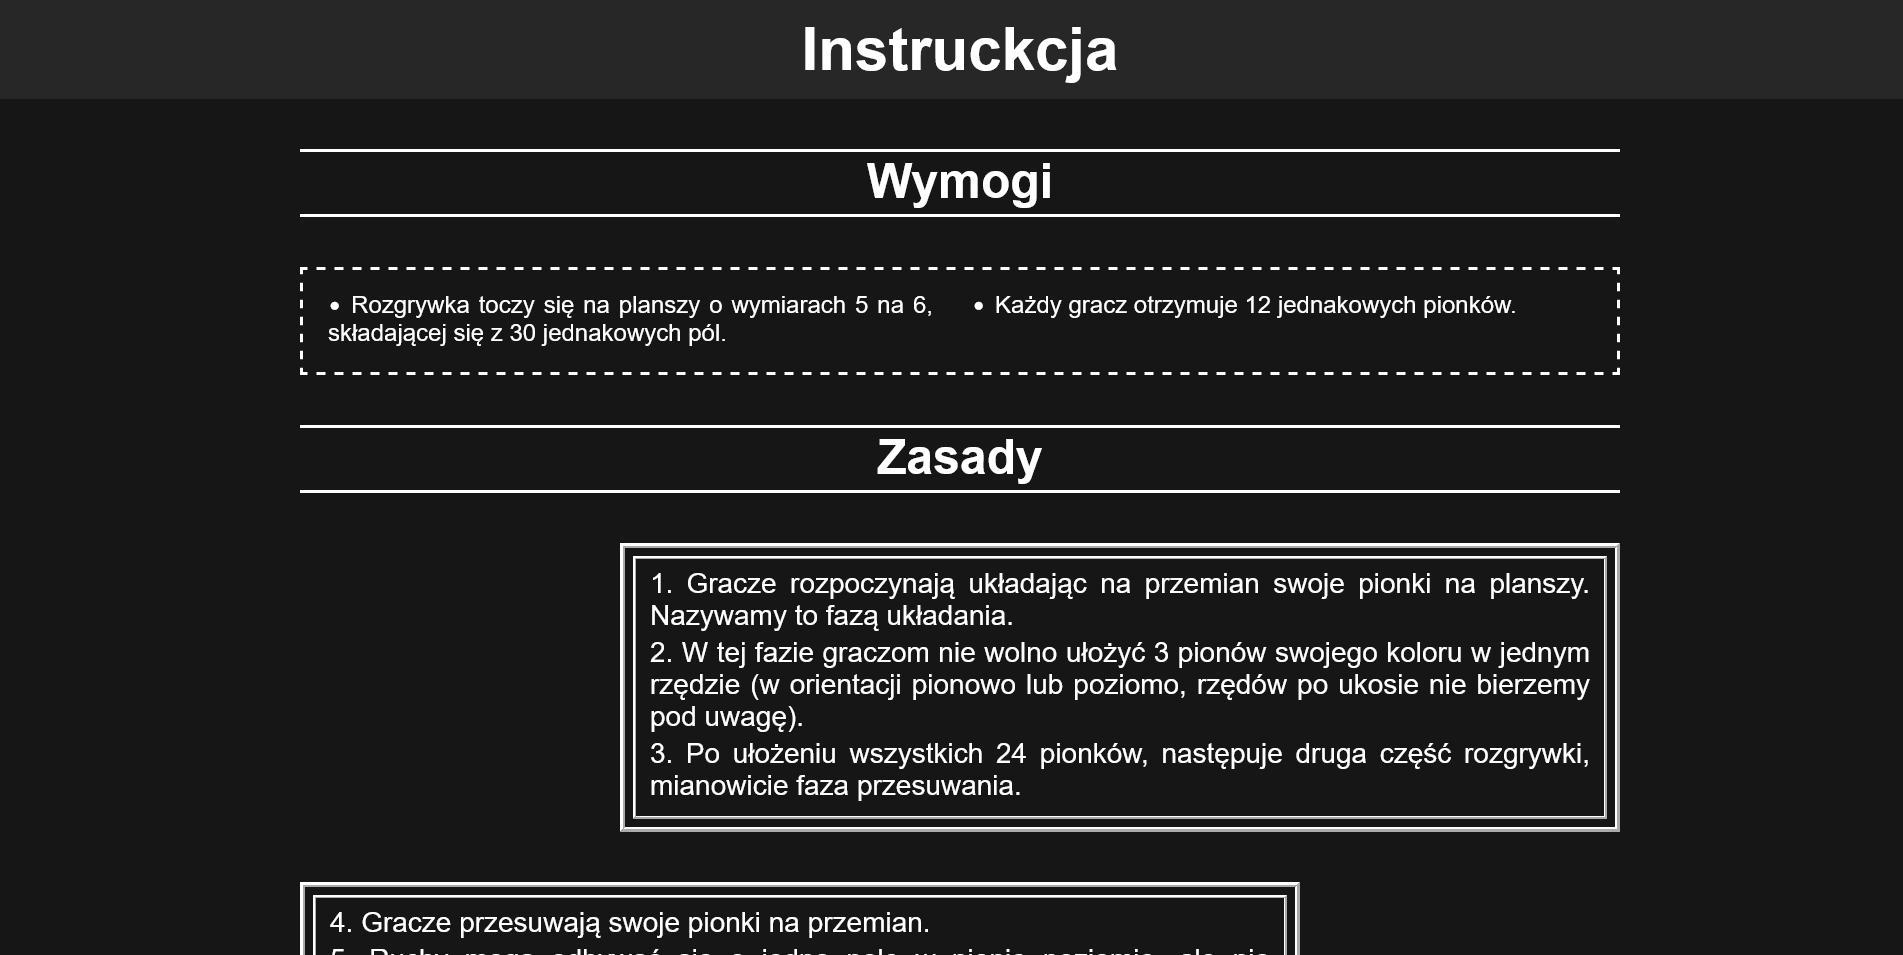 Instruckcja
Wymogi
• Rozgrywka toczy się na planszy o wymiarach 5 na 6,
składającej się z 30 jednakowych pól.
• Każdy gracz otrzymuje 12 jednakowych pionków.
Zasady
1. Gracze rozpoczynają układając na przemian swoje pionki na planszy.
Nazywamy to fazą układania.
2. W tej fazie graczom nie wolno ułożyć 3 pionów swojego koloru w jednym
rzędzie (w orientacji pionowo lub poziomo, rzędów po ukosie nie bierzemy
pod uwagę).
3. Po ułożeniu wszystkich 24 pionków, następuje druga część rozgrywki,
mianowicie faza przesuwania.
4. Gracze przesuwają swoje pionki na przemian.